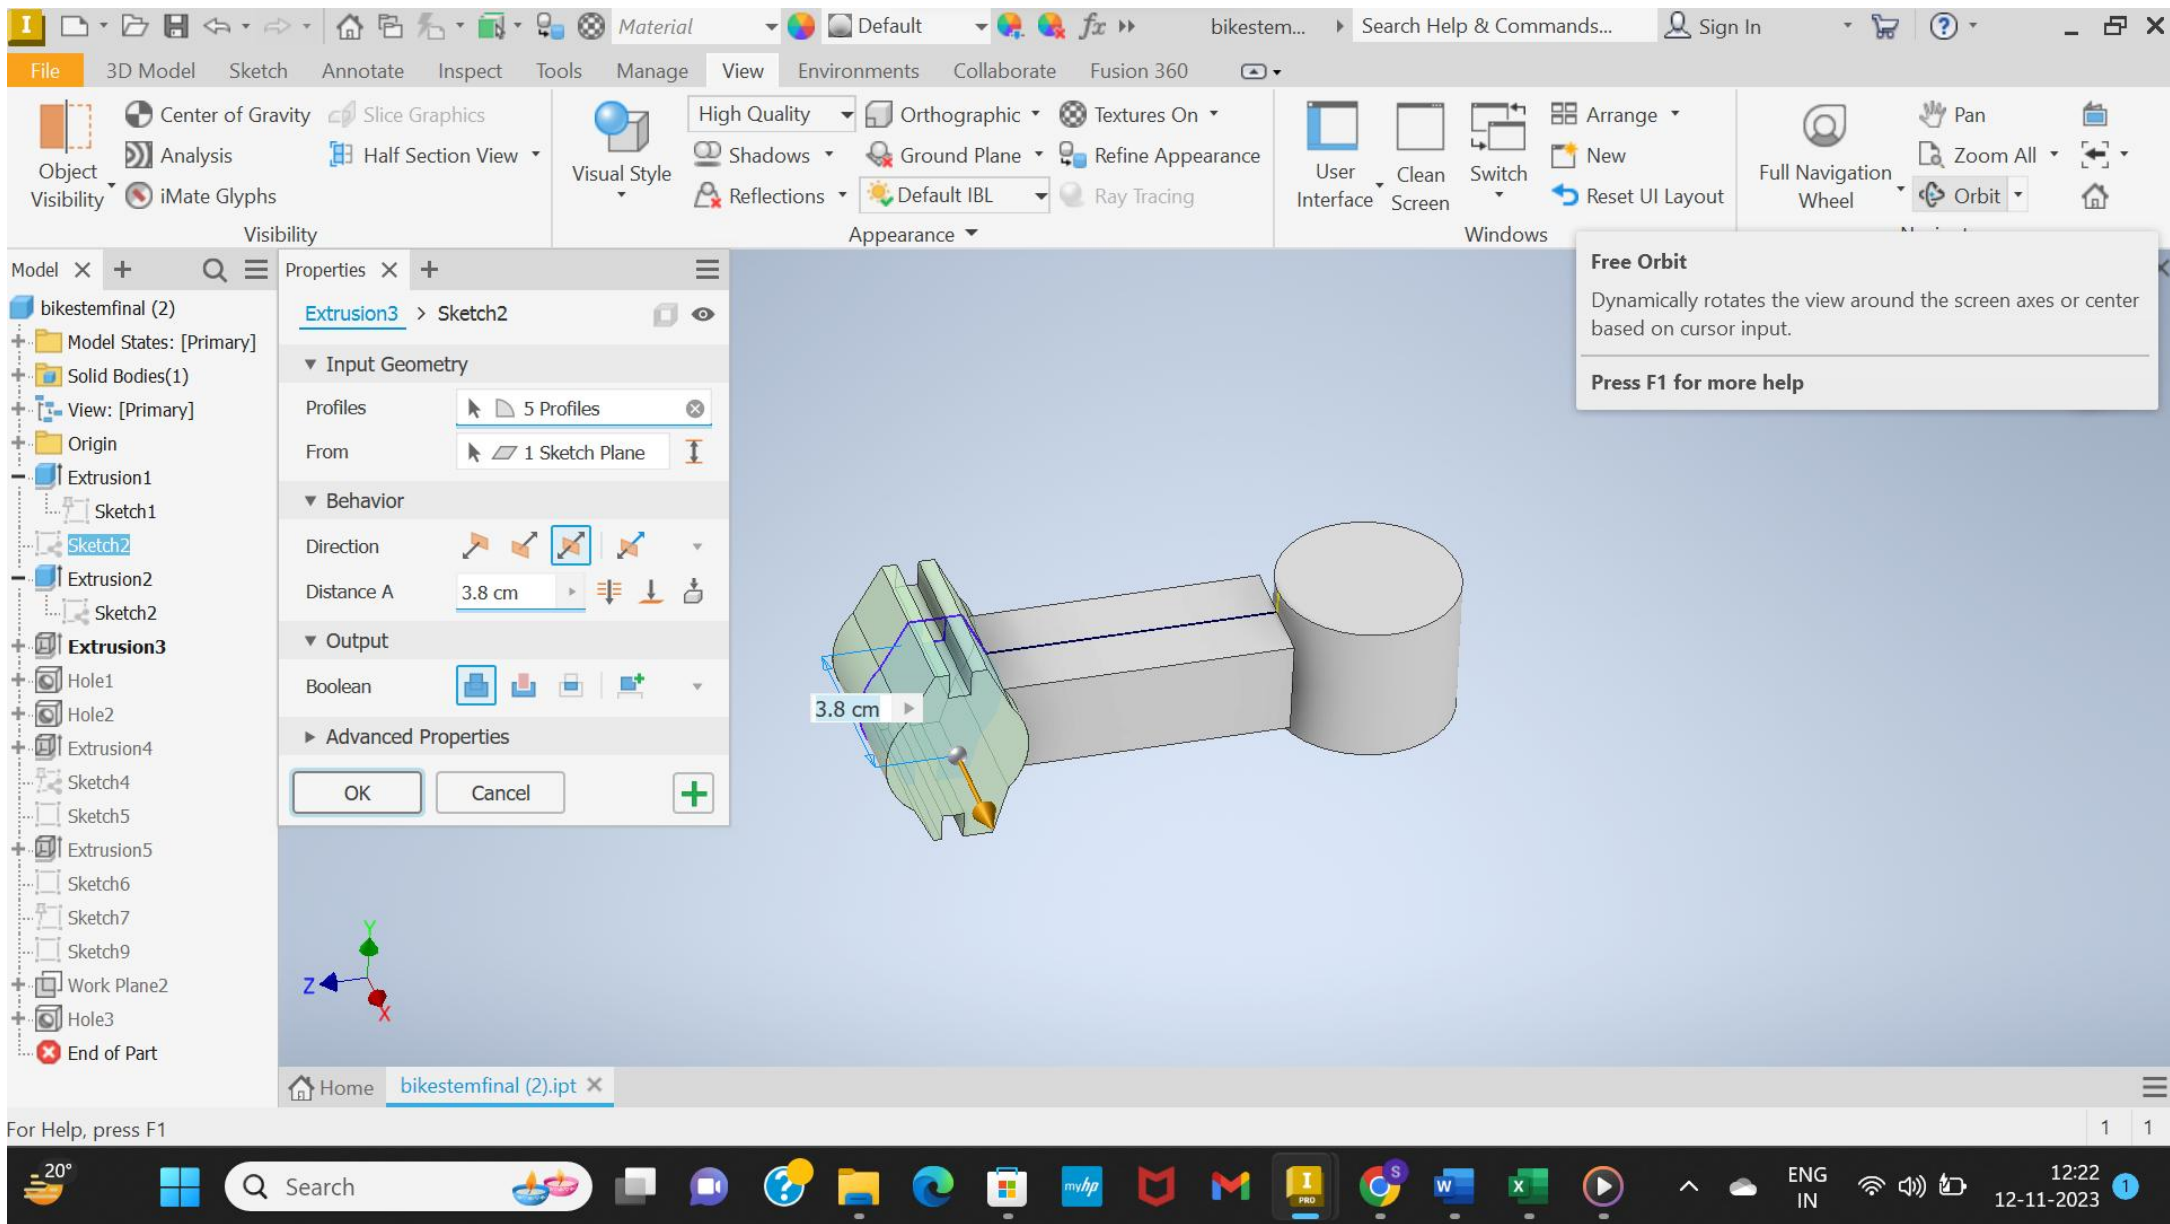 I Material Default fx bikestem... Search Help & Commands... Sign In
File 3D Model Sketch Annotate Inspect Tools Manage View Environments Collaborate Fusion 360
Object Visibility
Center of Gravity
Analysis
iMate Glyphs
Slice Graphics
Half Section View
Visibility
Visual Style
High Quality
Shadows
Reflections
Orthographic
Ground Plane
Default IBL
Textures On
Refine Appearance
Ray Tracing
Appearance
User Interface
Clean Screen
Switch
Arrange
New
Reset UI Layout
Windows
Full Navigation Wheel
Pan
Zoom All
Orbit
Free Orbit
Dynamically rotates the view around the screen axes or center
based on cursor input.
Press F1 for more help
Model
bikestemfinal (2)
Model States: [Primary]
Solid Bodies(1)
View: [Primary]
Origin
Extrusion1
Sketch1
Sketch2
Extrusion2
Sketch2
Extrusion3
Hole1
Hole2
Extrusion4
Sketch4
Sketch5
Extrusion5
Sketch6
Sketch7
Sketch9
Work Plane2
Hole3
End of Part
Properties
Extrusion3 > Sketch2
Input Geometry
Profiles 5 Profiles
From 1 Sketch Plane
Behavior
Direction
Distance A 3.8 cm
Output
Boolean
Advanced Properties
OK Cancel
3.8 cm
Y
Z
X
Home bikestemfinal (2).ipt
For Help, press F1
1 1
20°
Search
myhp
I
PRO
S
W
X
ENG
IN
12:22
12-11-2023
1